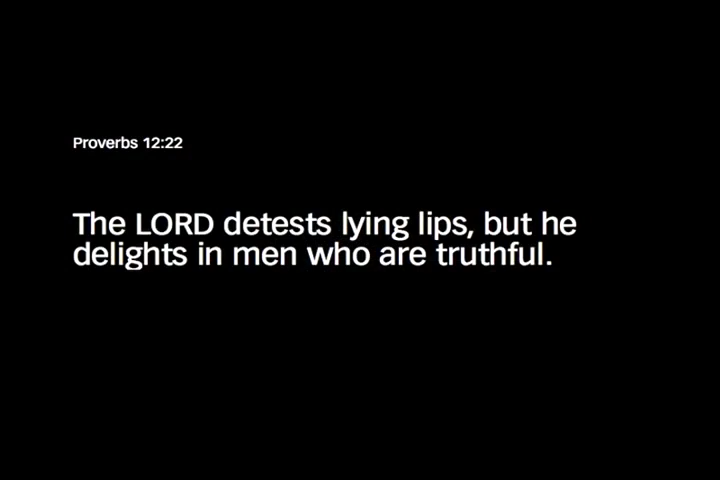 Proverbs 12:22
The LORD detests lying lips, but he
delights in men who are truthful.